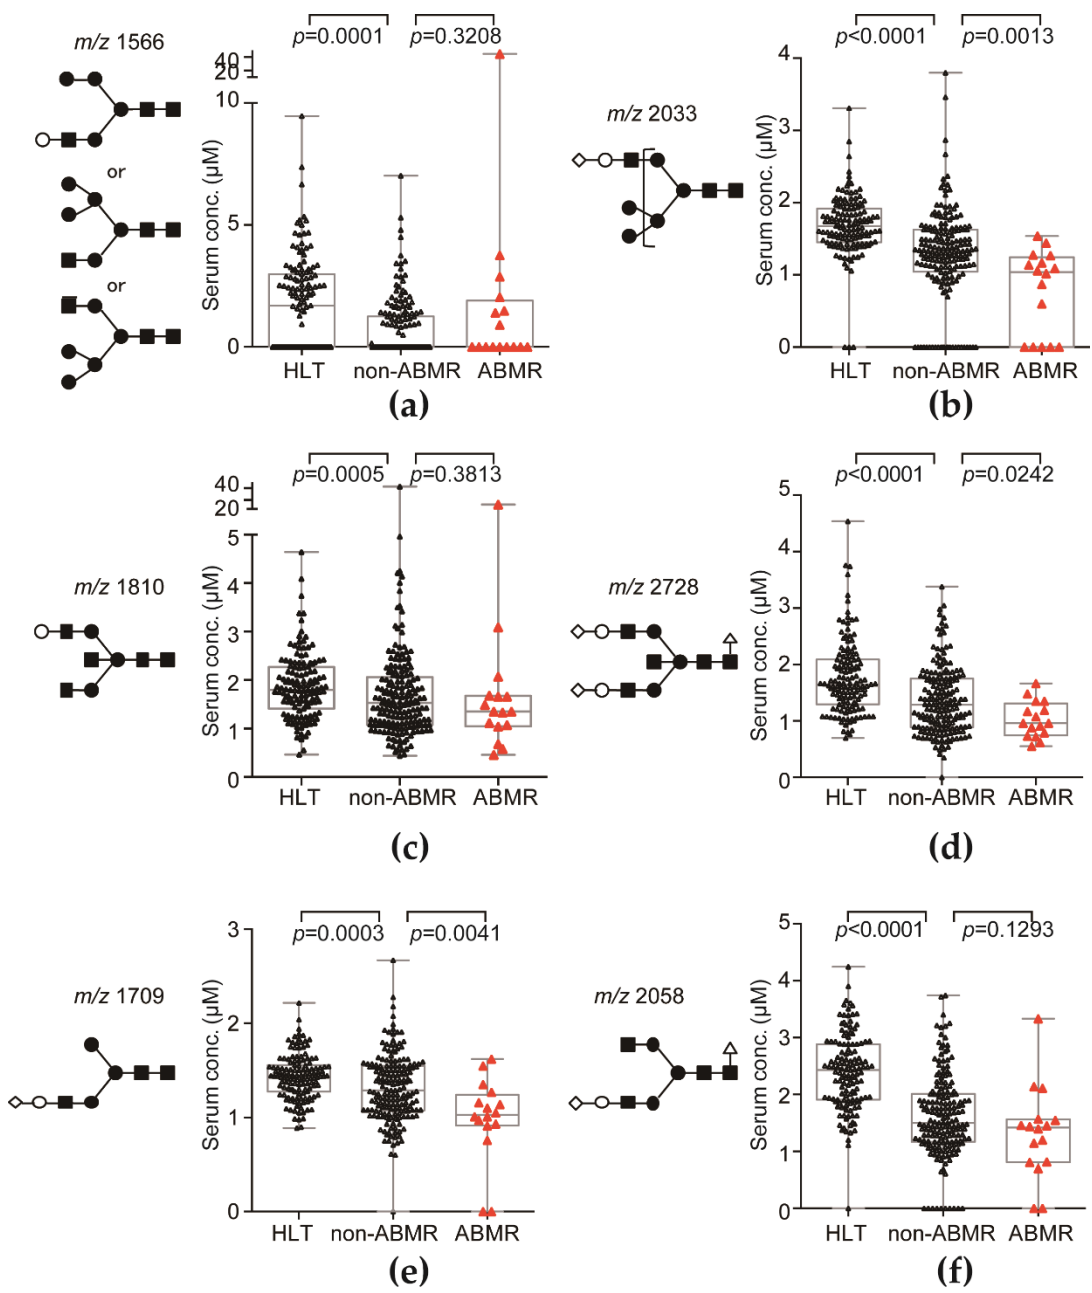 m/z 1566
or
or
p=0.0001
p=0.3208
Serum conc. (µM)
40
20
10
5
0
HLT
non-ABMR
ABMR
(a)
m/z 2033
p<0.0001
p=0.0013
Serum conc. (µM)
4
3
2
1
0
HLT
non-ABMR
ABMR
(b)
m/z 1810
p=0.0005
p=0.3813
Serum conc. (µM)
40
20
5
4
3
2
1
0
HLT
non-ABMR
ABMR
(c)
m/z 2728
p<0.0001
p=0.0242
Serum conc. (µM)
5
4
3
2
1
0
HLT
non-ABMR
ABMR
(d)
m/z 1709
p=0.0003
p=0.0041
Serum conc. (µM)
3
2
1
0
HLT
non-ABMR
ABMR
(e)
m/z 2058
p<0.0001
p=0.1293
Serum conc. (µM)
5
4
3
2
1
0
HLT
non-ABMR
ABMR
(f)